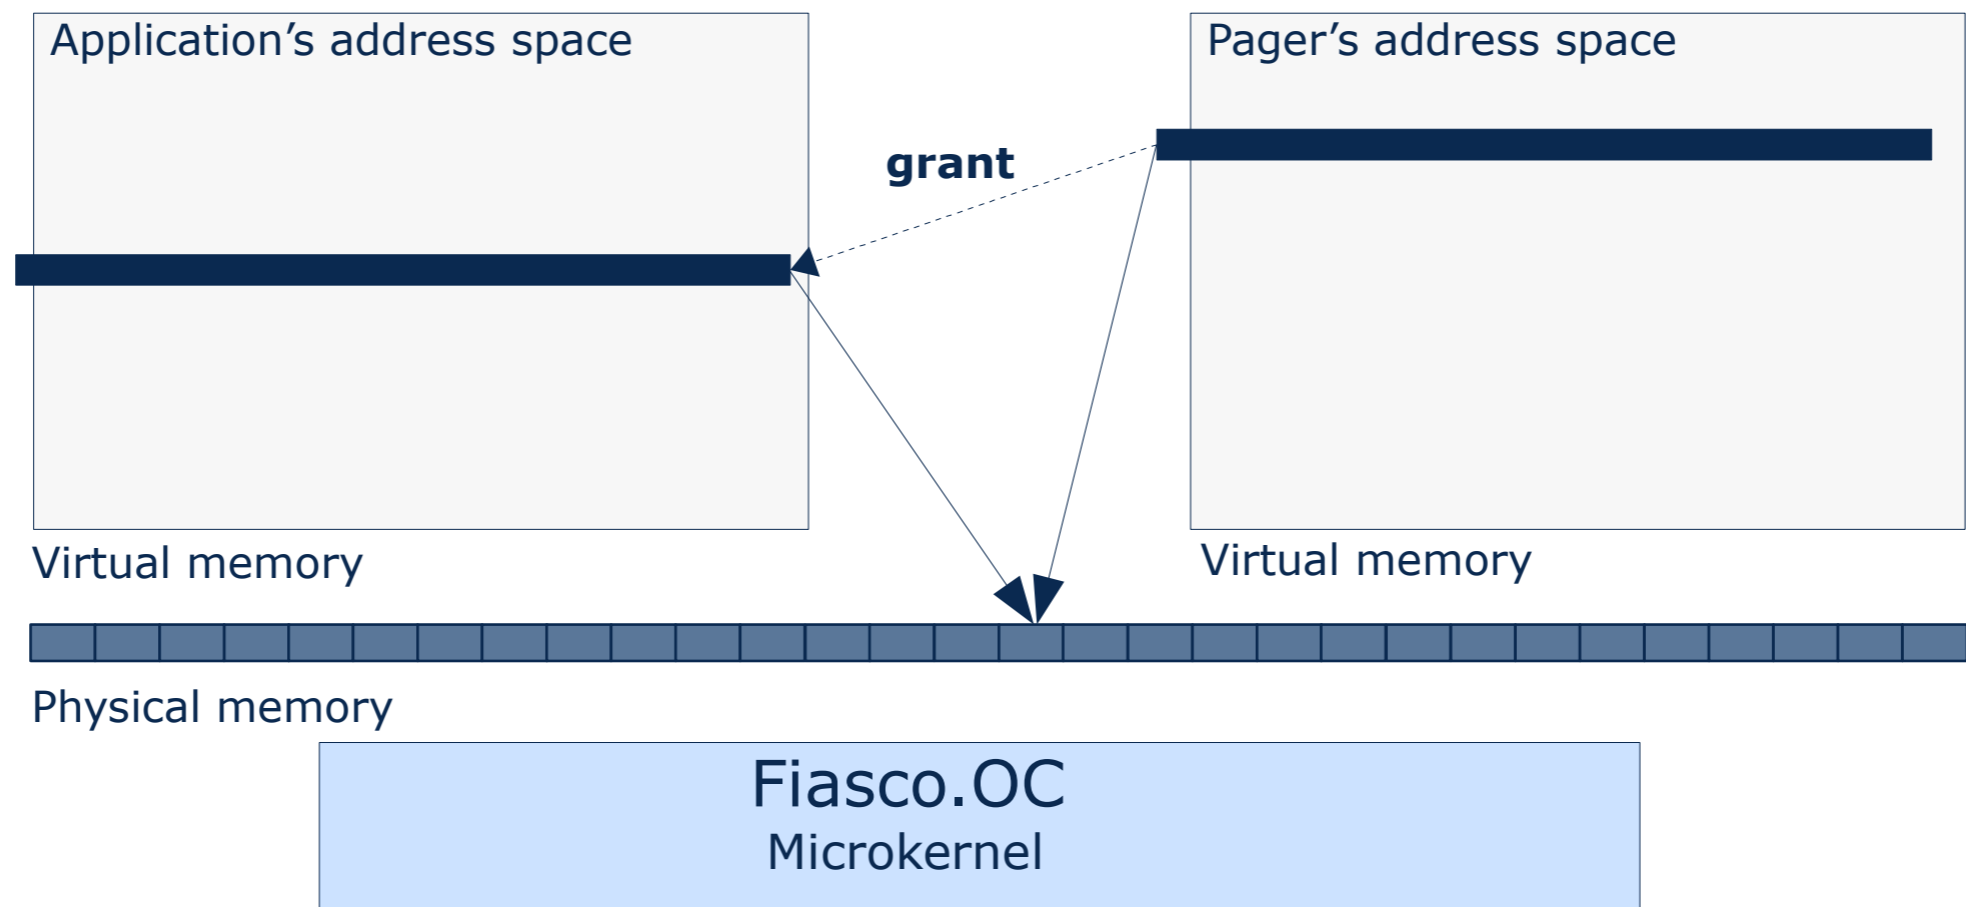 Application’s address space
Pager’s address space
grant
Virtual memory
Virtual memory
Physical memory
Fiasco.OC
Microkernel